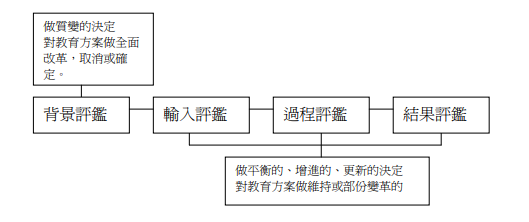 做質變的決定
對教育方案做全面
改革，取消或確
定。
背景評鑑
輸入評鑑
過程評鑑
結果評鑑
做平衡的、增進的、更新的決定
對教育方案做維持或部份變革的